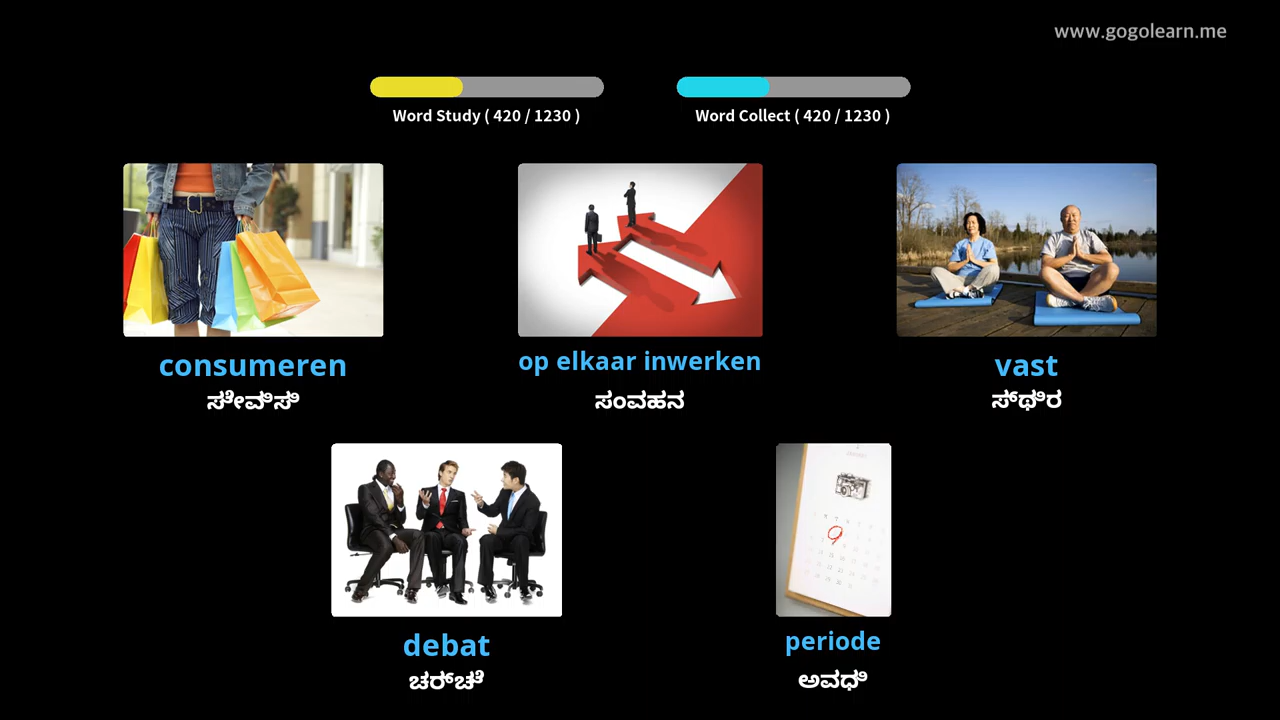 www.gogolearn.me
Word Study ( 420 / 1230 )
Word Collect ( 420 / 1230 )
consumeren
op elkaar inwerken
vast
ಸೇವಿಸಿ
ಸಂವಹನ
ಸ್ಥಿರ
debat
periode
ಚರ್ಚೆ
ಅವಧಿ